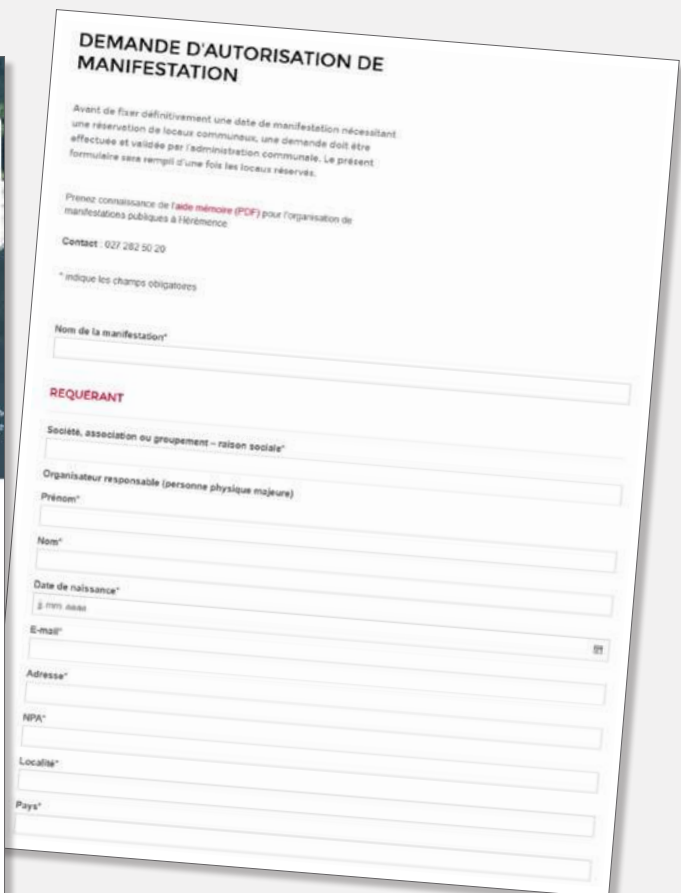 DEMANDE D'AUTORISATION DE
MANIFESTATION
Avant de fixer définitivement une date de manifestation nécessitant
une réservation de locaux communaux, une demande doit être
effectuée et validée par l'administration communale. Le présent
formulaire sera rempli d'une fois les locaux réservés.
Prenez connaissance de l'aide mémoire (PDF) pour l'organisation de
manifestations publiques à Hérémence
Contact : 027 282 50 20
* indique les champs obligatoires
Nom de la manifestation*
REQUÉRANT
Société, association ou groupement – raison sociale*
Organisateur responsable (personne physique majeure)
Prénom*
Nom*
Date de naissance*
jj.mm.aaaa
E-mail*
Adresse*
NPA*
Localité*
Pays*